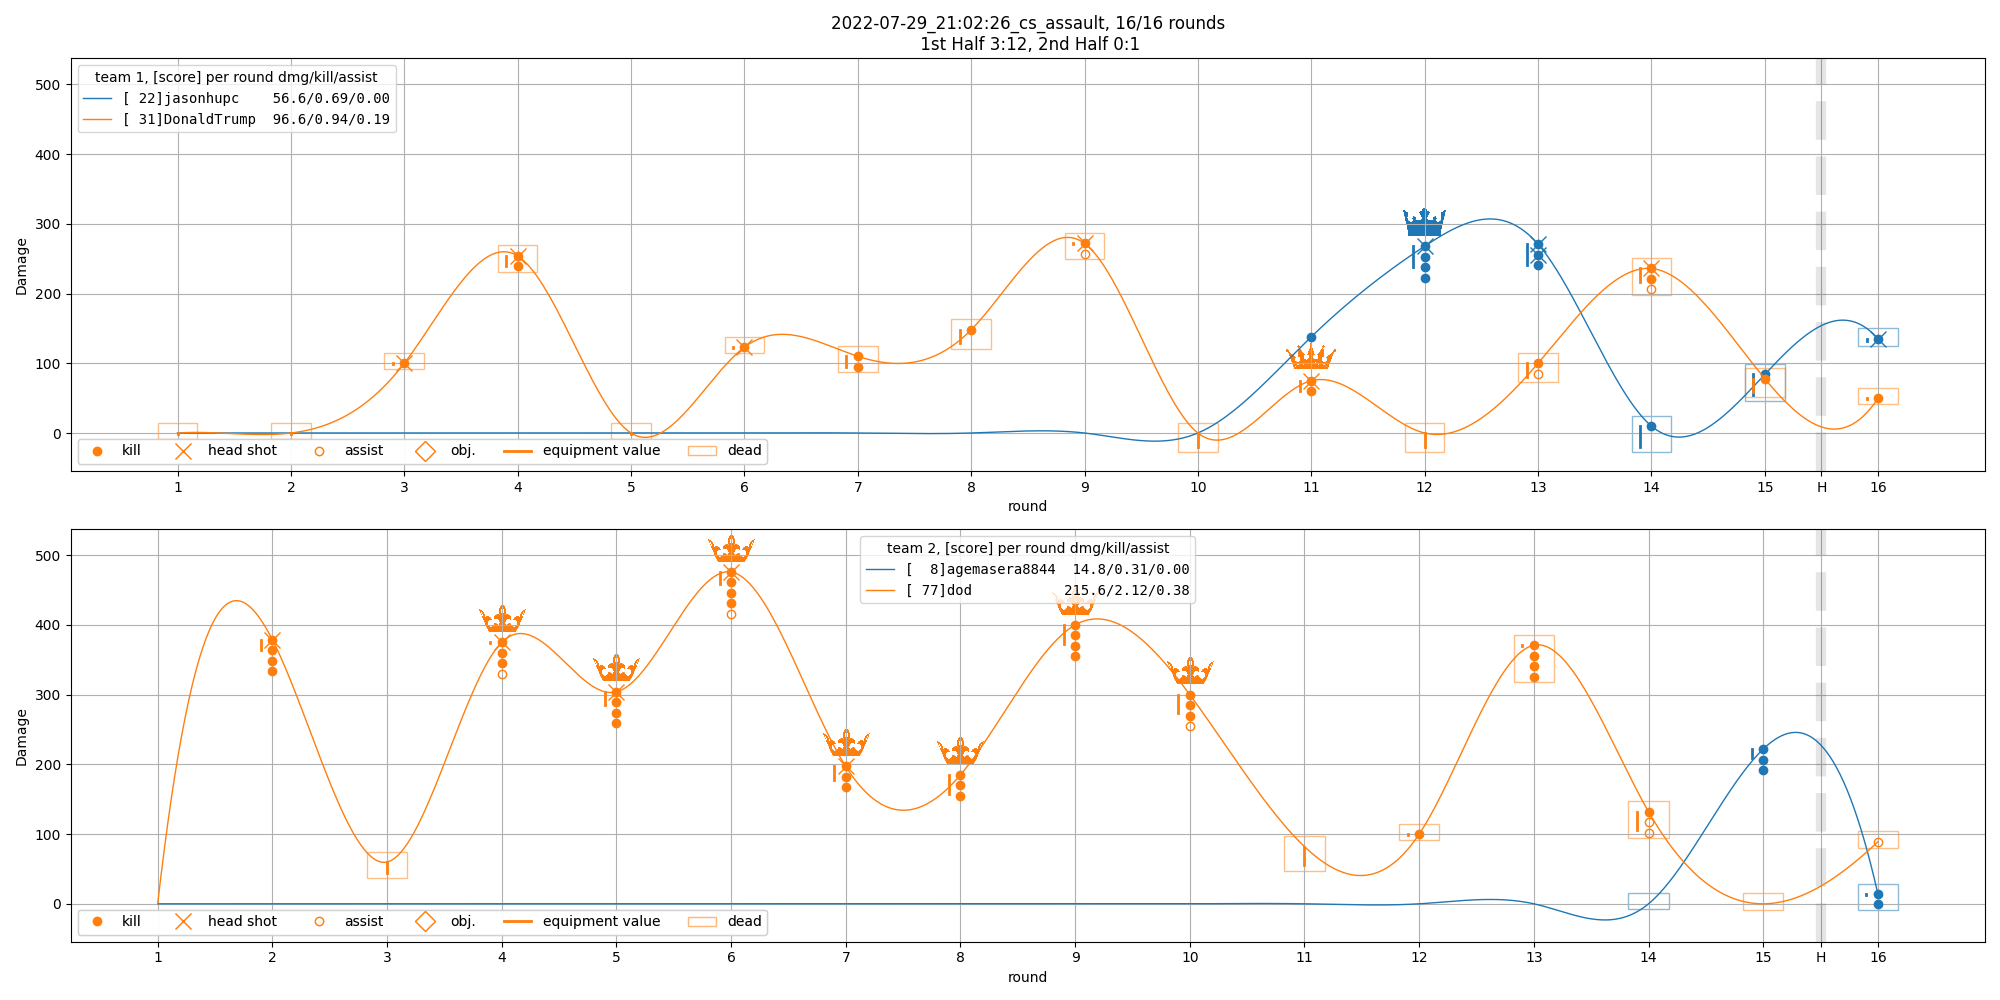 2022-07-29_21:02:26_cs_assault, 16/16 rounds
1st Half 3:12, 2nd Half 0:1
team 1, [score] per round dmg/kill/assist
[ 22]jasonhupc    56.6/0.69/0.00
[ 31]DonaldTrump  96.6/0.94/0.19
500
400
300
200
100
0
Damage
kill head shot assist obj. equipment value dead
1 2 3 4 5 6 7 8 9 10 11 12 13 14 15 H 16
round
team 2, [score] per round dmg/kill/assist
[  8]agemasera8844  14.8/0.31/0.00
[ 77]dod           215.6/2.12/0.38
500
400
300
200
100
0
Damage
kill head shot assist obj. equipment value dead
1 2 3 4 5 6 7 8 9 10 11 12 13 14 15 H 16
round